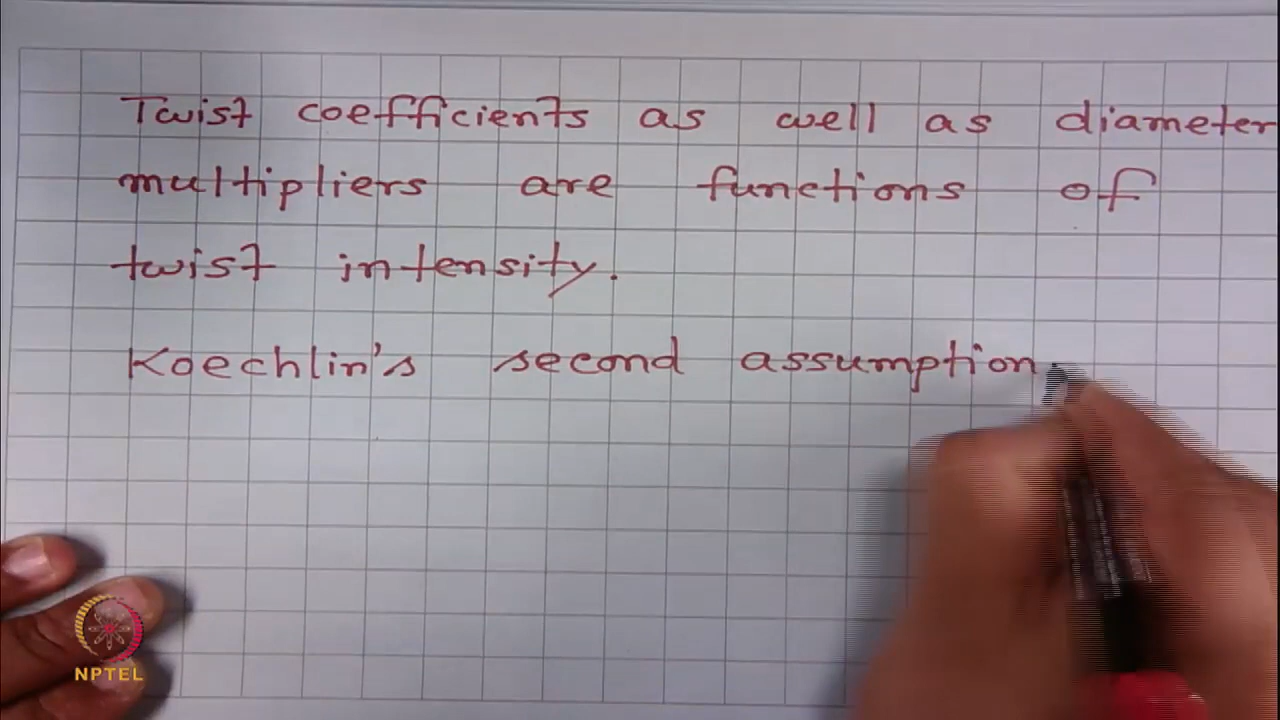 Twist coefficients as well as diameter
multipliers are functions of
twist intensity.
Koechlin's second assumption
NPTEL